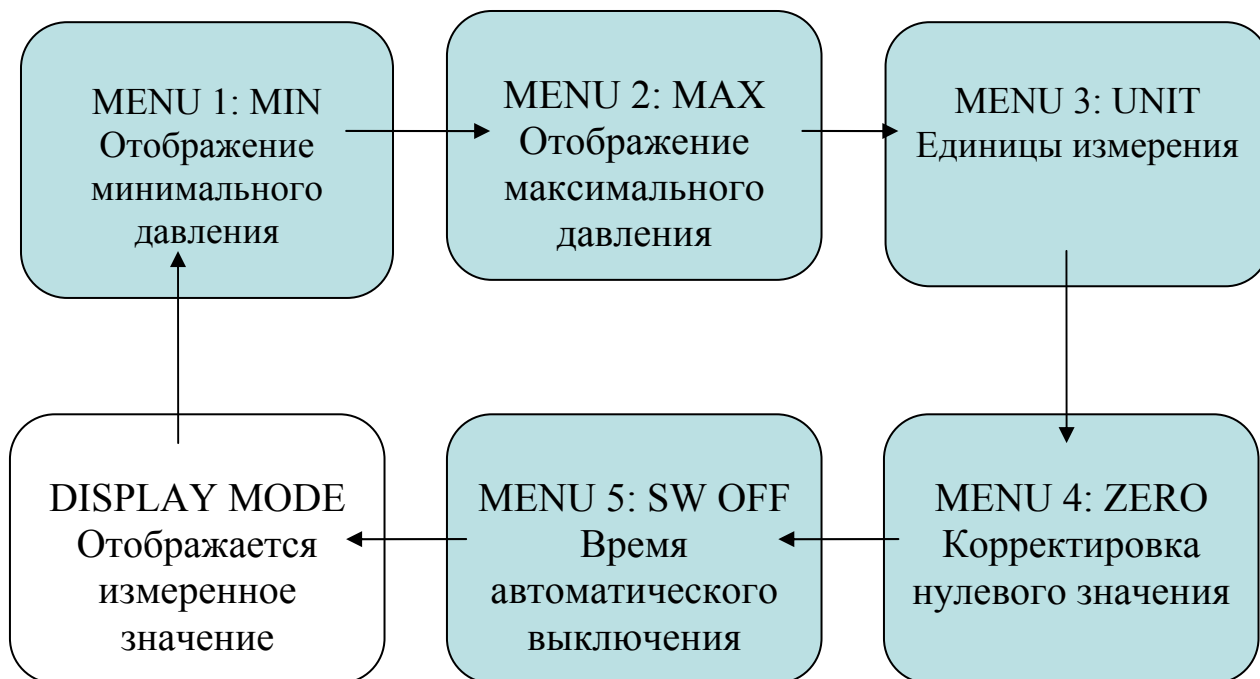 MENU 1: MIN
Отображение
минимального
давления
MENU 2: MAX
Отображение
максимального
давления
MENU 3: UNIT
Единицы измерения
DISPLAY MODE
Отображается
измеренное
значение
MENU 5: SW OFF
Время
автоматического
выключения
MENU 4: ZERO
Корректировка
нулевого значения